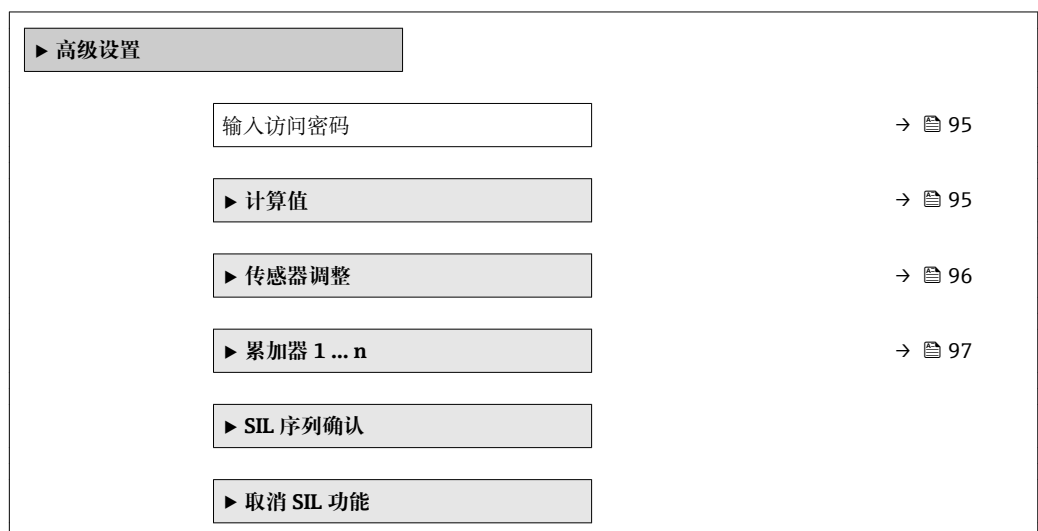 ▶ 高级设置
输入访问密码 → 95
▶ 计算值 → 95
▶ 传感器调整 → 96
▶ 累加器 1 ... n → 97
▶ SIL 序列确认
▶ 取消 SIL 功能